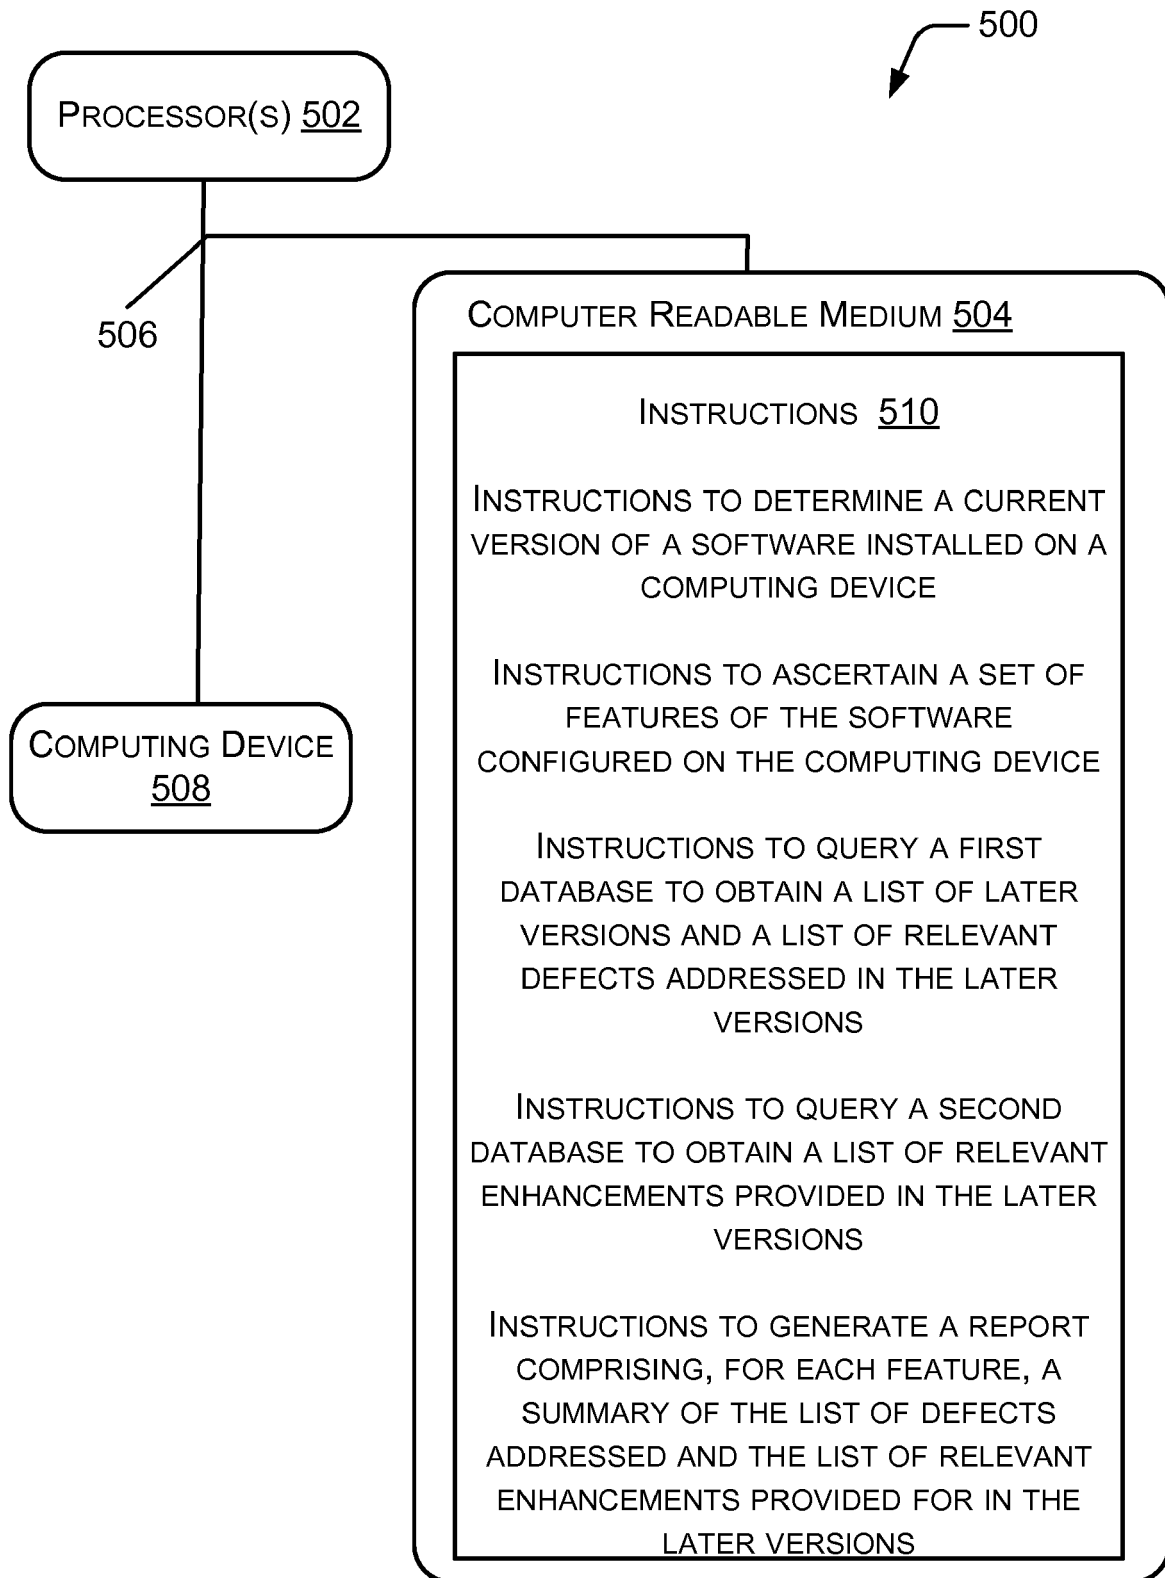 500
PROCESSOR(S) 502
506
COMPUTER READABLE MEDIUM 504
INSTRUCTIONS 510
INSTRUCTIONS TO DETERMINE A CURRENT
VERSION OF A SOFTWARE INSTALLED ON A
COMPUTING DEVICE
INSTRUCTIONS TO ASCERTAIN A SET OF
FEATURES OF THE SOFTWARE
CONFIGURED ON THE COMPUTING DEVICE
COMPUTING DEVICE
508
INSTRUCTIONS TO QUERY A FIRST
DATABASE TO OBTAIN A LIST OF LATER
VERSIONS AND A LIST OF RELEVANT
DEFECTS ADDRESSED IN THE LATER
VERSIONS
INSTRUCTIONS TO QUERY A SECOND
DATABASE TO OBTAIN A LIST OF RELEVANT
ENHANCEMENTS PROVIDED IN THE LATER
VERSIONS
INSTRUCTIONS TO GENERATE A REPORT
COMPRISING, FOR EACH FEATURE, A
SUMMARY OF THE LIST OF DEFECTS
ADDRESSED AND THE LIST OF RELEVANT
ENHANCEMENTS PROVIDED FOR IN THE
LATER VERSIONS